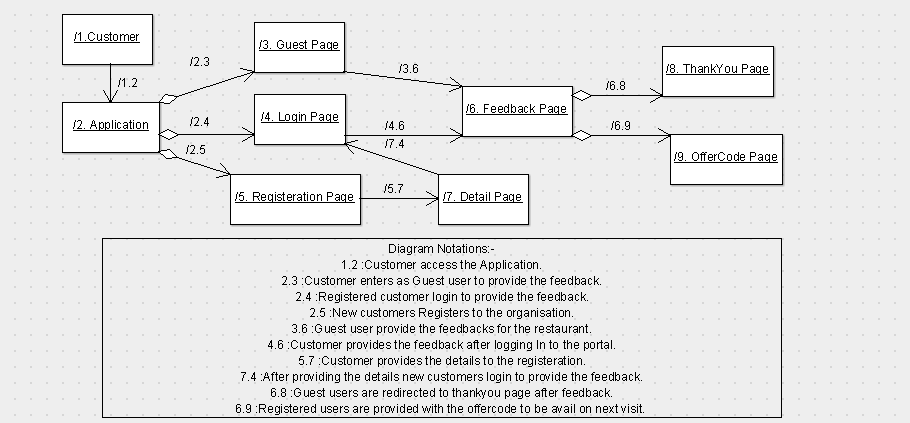 /1.Customer
/1.2
/2. Application
/2.3
/3. Guest Page
/2.4
/4. Login Page
/2.5
/5. Registeration Page
/3.6
/4.6
/7.4
/5.7
/7. Detail Page
/6. Feedback Page
/6.8
/8. ThankYou Page
/6.9
/9. OfferCode Page
Diagram Notations:-
1.2 :Customer access the Application.
2.3 :Customer enters as Guest user to provide the feedback.
2.4 :Registered customer login to provide the feedback.
2.5 :New customers Registers to the organisation.
3.6 :Guest user provide the feedbacks for the restaurant.
4.6 :Customer provides the feedback after logging In to the portal.
5.7 :Customer provides the details to the registeration.
7.4 :After providing the details new customers login to provide the feedback.
6.8 :Guest users are redirected to thankyou page after feedback.
6.9 :Registered users are provided with the offercode to be avail on next visit.